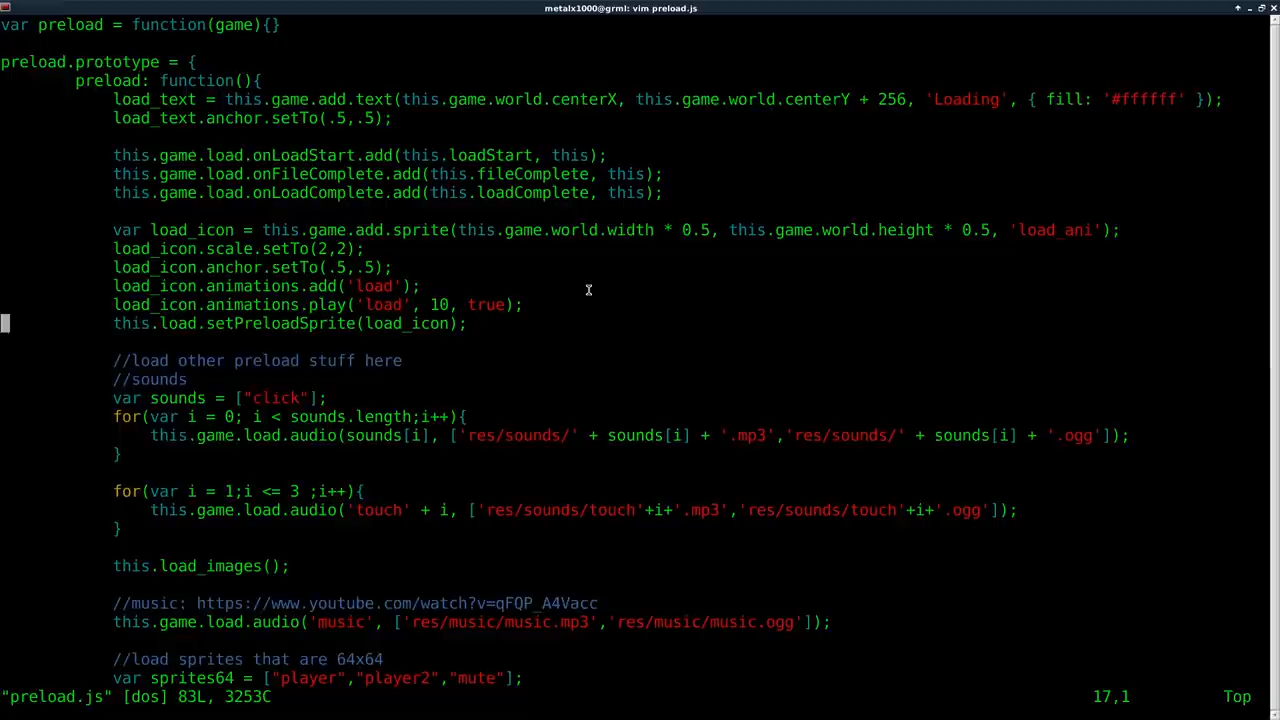 metalx1000@grml: vim preload.js
var preload = function(game){}
preload.prototype = {
preload: function(){
load_text = this.game.add.text(this.game.world.centerX, this.game.world.centerY + 256, 'Loading', { fill: '#ffffff' });
load_text.anchor.setTo(.5,.5);
this.game.load.onLoadStart.add(this.loadStart, this);
this.game.load.onFileComplete.add(this.fileComplete, this);
this.game.load.onLoadComplete.add(this.loadComplete, this);
var load_icon = this.game.add.sprite(this.game.world.width * 0.5, this.game.world.height * 0.5, 'load_ani');
load_icon.scale.setTo(2,2);
load_icon.anchor.setTo(.5,.5);
load_icon.animations.add('load');
load_icon.animations.play('load', 10, true);
this.load.setPreloadSprite(load_icon);
//load other preload stuff here
//sounds
var sounds = ["click"];
for(var i = 0; i < sounds.length;i++){
this.game.load.audio(sounds[i], ['res/sounds/' + sounds[i] + '.mp3','res/sounds/' + sounds[i] + '.ogg']);
}
for(var i = 1;i <= 3 ;i++){
this.game.load.audio('touch' + i, ['res/sounds/touch'+i+'.mp3','res/sounds/touch'+i+'.ogg']);
}
this.load_images();
//music: https://www.youtube.com/watch?v=qFQP_A4Vacc
this.game.load.audio('music', ['res/music/music.mp3','res/music/music.ogg']);
//load sprites that are 64x64
var sprites64 = ["player","player2","mute"];
"preload.js" [dos] 83L, 3253C 17,1 Top